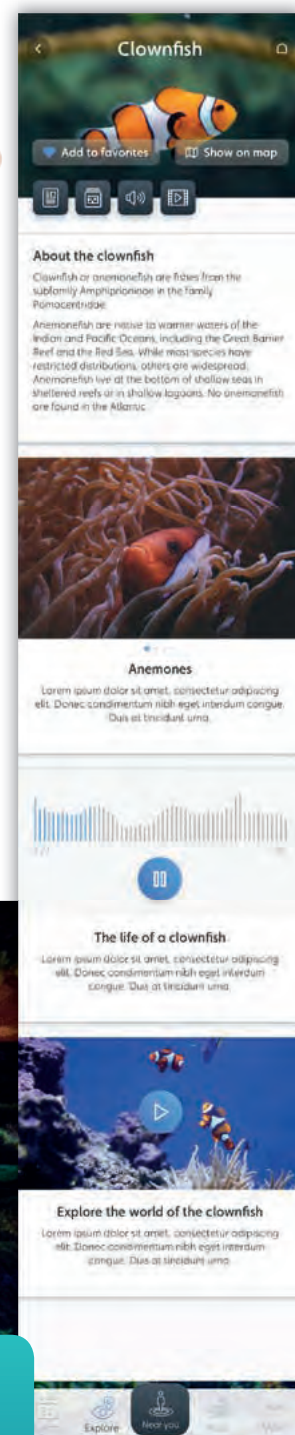 Clownfish
Add to favorites
Show on map
About the clownfish
Clownfish or anemonefish are fishes from the
subfamily Amphiprioninae in the family
Pomacentridae.
Anemonefish are native to warmer waters of the
Indian and Pacific Oceans, including the Great Barrier
Reef and the Red Sea. While most species have
restricted distributions, others are widespread.
Anemonefish live at the bottom of shallow seas in
sheltered reefs or in shallow lagoons. No anemonefish
are found in the Atlantic.
Anemones
Lorem ipsum dolor sit amet, consectetur adipiscing
elit. Donec condimentum nibh eget interdum congue.
Duis at tincidunt urna.
The life of a clownfish
Lorem ipsum dolor sit amet, consectetur adipiscing
elit. Donec condimentum nibh eget interdum
congue. Duis at tincidunt urna.
Explore the world of the clownfish
Lorem ipsum dolor sit amet, consectetur adipiscing
elit. Donec condimentum nibh eget interdum
congue. Duis at tincidunt urna.
Explore
Near you